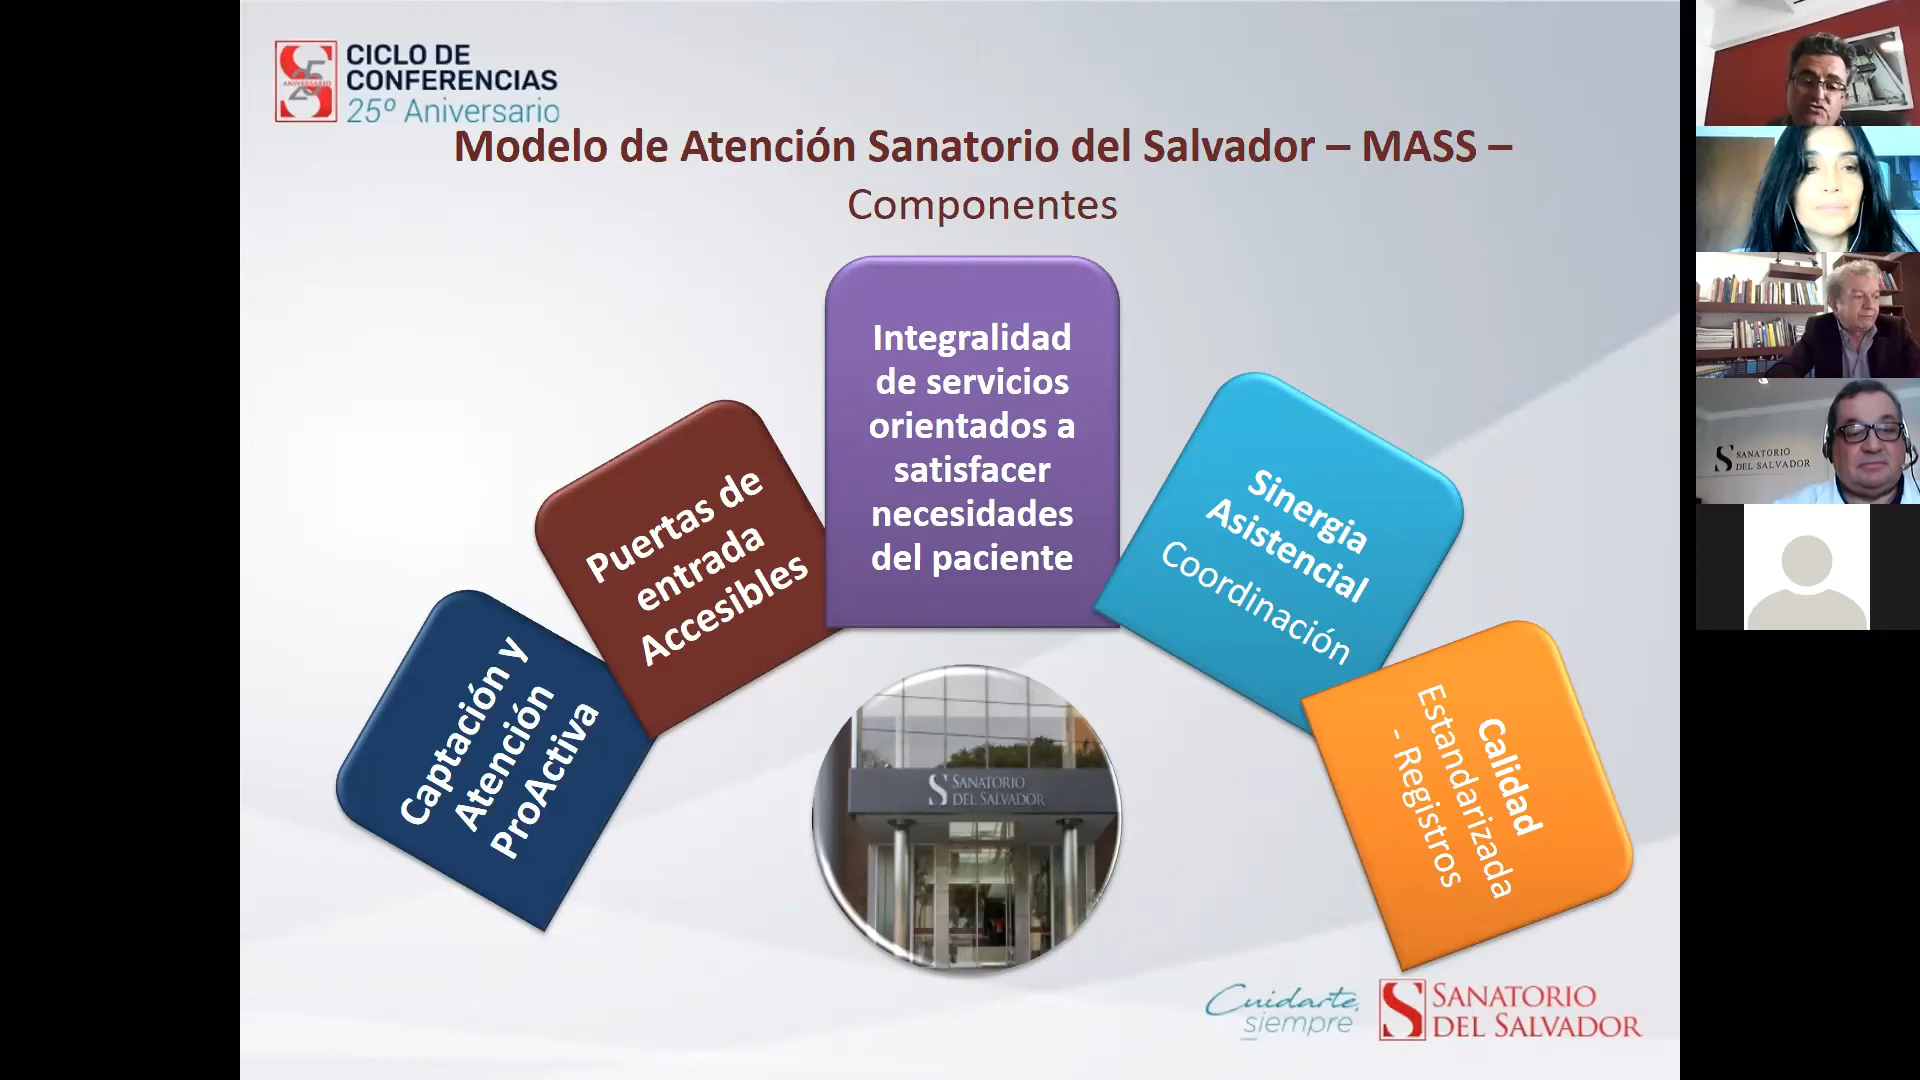 CICLO DE
CONFERENCIAS
25º Aniversario
25
ANIVERSARIO
Modelo de Atención Sanatorio del Salvador – MASS –
Componentes
Captación y
Atención
ProActiva
Puertas de
entrada
Accesibles
Integralidad
de servicios
orientados a
satisfacer
necesidades
del paciente
Sinergia
Asistencial
Coordinación
Calidad
Estandarizada
- Registros
S SANATORIO
DEL SALVADOR
Cuidarte,
siempre
S SANATORIO
DEL SALVADOR
S SANATORIO
DEL SALVADOR